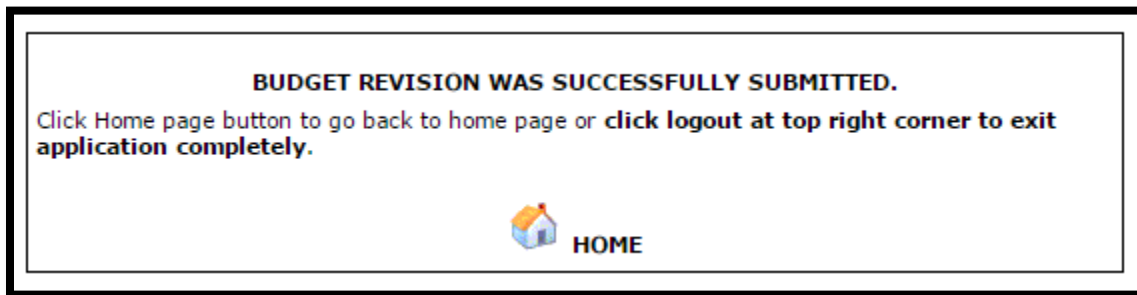 BUDGET REVISION WAS SUCCESSFULLY SUBMITTED.
Click Home page button to go back to home page or click logout at top right corner to exit
application completely.
HOME